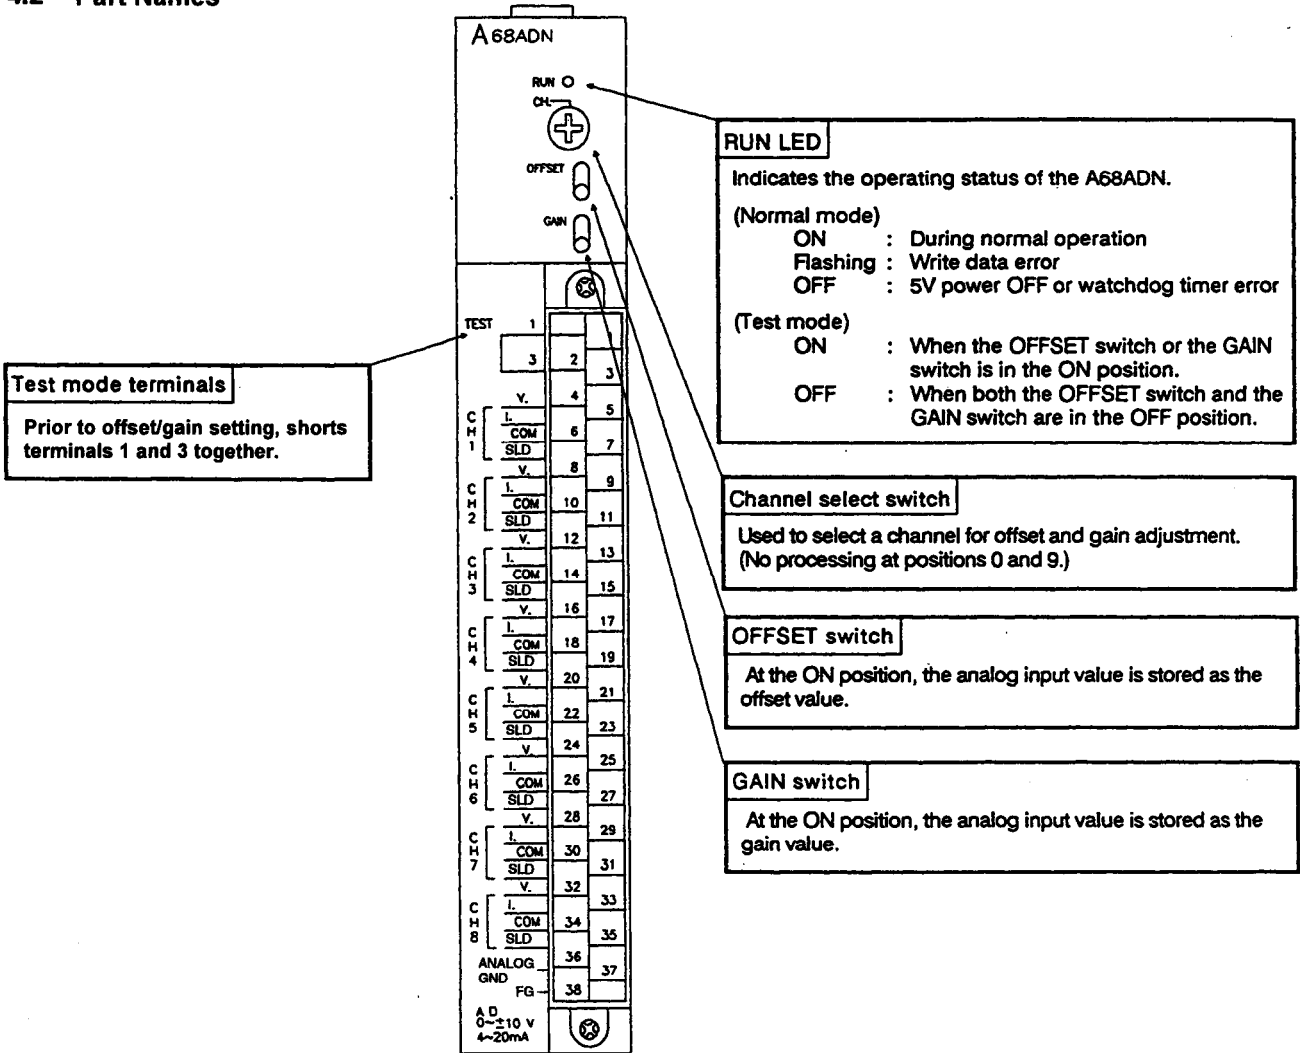 4.2 Part Names
A68ADN
RUN
CH.
OFFSET
GAIN
RUN LED
Indicates the operating status of the A68ADN.
(Normal mode)
ON : During normal operation
Flashing : Write data error
OFF : 5V power OFF or watchdog timer error
(Test mode)
ON : When the OFFSET switch or the GAIN
switch is in the ON position.
OFF : When both the OFFSET switch and the
GAIN switch are in the OFF position.
Test mode terminals
Prior to offset/gain setting, shorts
terminals 1 and 3 together.
Channel select switch
Used to select a channel for offset and gain adjustment.
(No processing at positions 0 and 9.)
OFFSET switch
At the ON position, the analog input value is stored as the
offset value.
GAIN switch
At the ON position, the analog input value is stored as the
gain value.
TEST 1
1
3 2
3
V. 4
CH1 I. 5
COM 6
SLD 7
V. 8
CH2 I. 9
COM 10
SLD 11
V. 12
CH3 I. 13
COM 14
SLD 15
V. 16
CH4 I. 17
COM 18
SLD 19
V. 20
CH5 I. 21
COM 22
SLD 23
V. 24
CH6 I. 25
COM 26
SLD 27
V. 28
CH7 I. 29
COM 30
SLD 31
V. 32
CH8 I. 33
COM 34
SLD 35
ANALOG 36
GND 37
FG 38
A D
0~±10 V
4~20mA